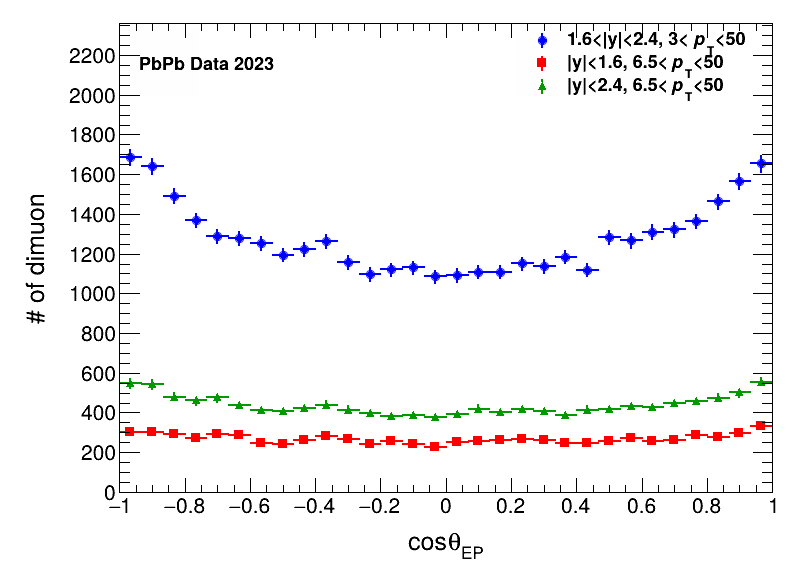 1.6<|y|<2.4, 3< pT<50
PbPb Data 2023
|y|<1.6, 6.5< pT<50
|y|<2.4, 6.5< pT<50
# of dimuon
2200
2000
1800
1600
1400
1200
1000
800
600
400
200
0
−1 −0.8 −0.6 −0.4 −0.2 0 0.2 0.4 0.6 0.8 1
cosθEP